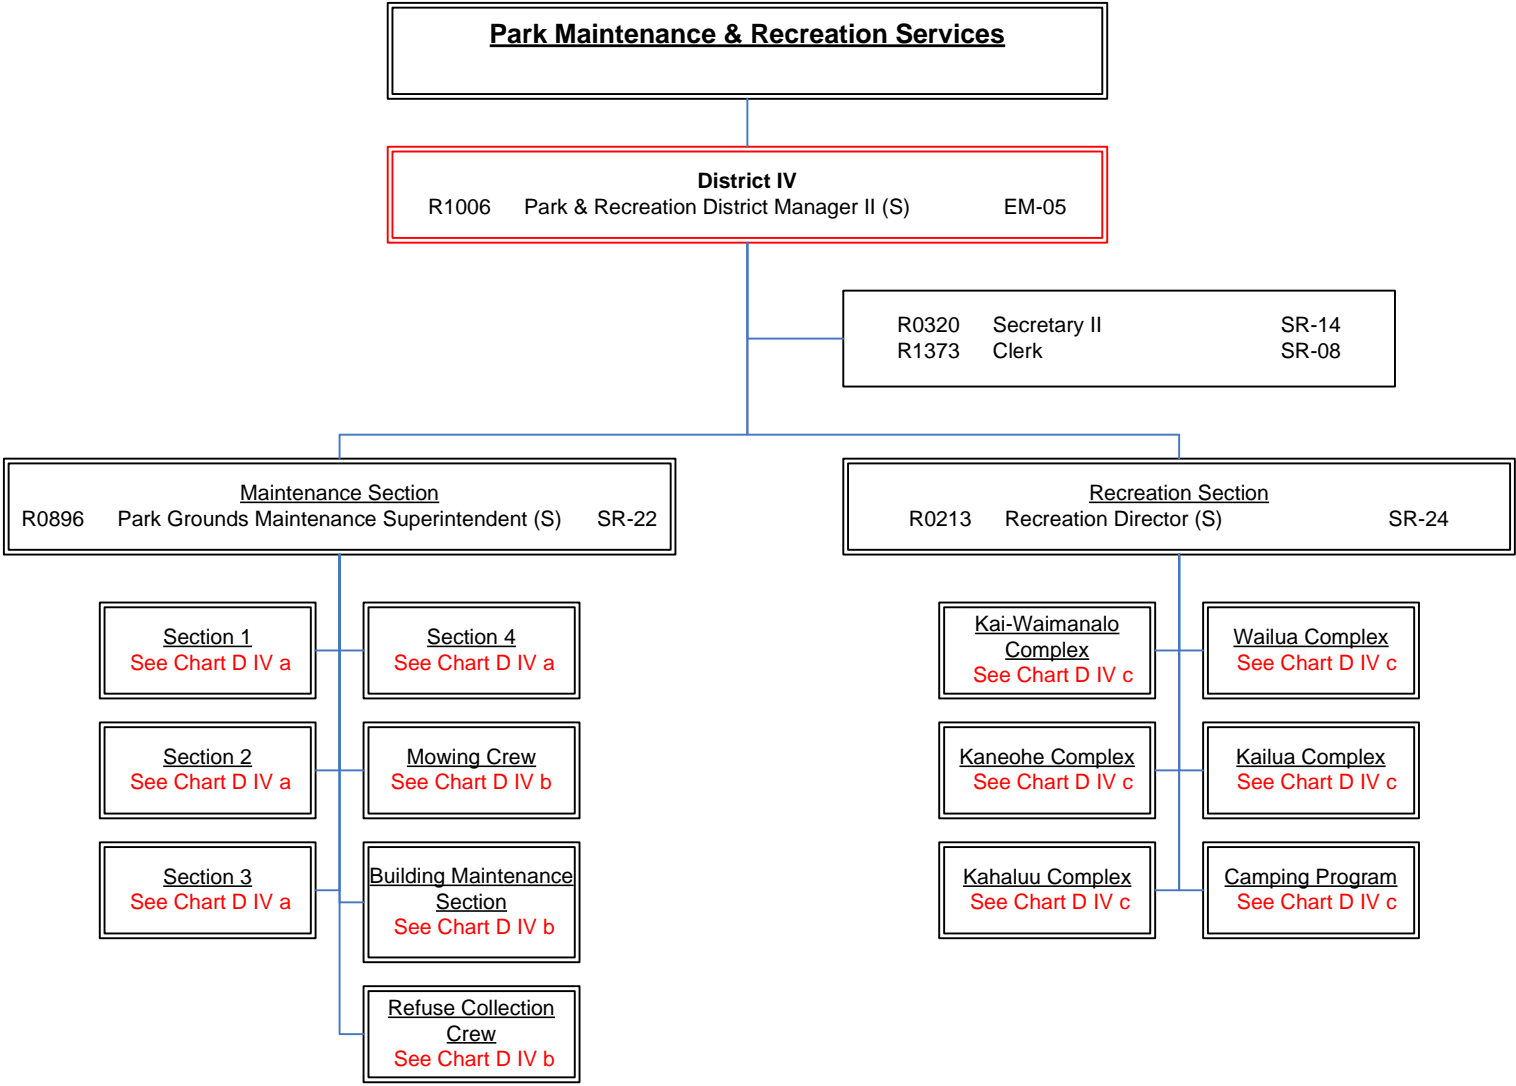 Park Maintenance & Recreation Services
District IV
R1006 Park & Recreation District Manager II (S) EM-05
R0320 Secretary II SR-14
R1373 Clerk SR-08
Maintenance Section
R0896 Park Grounds Maintenance Superintendent (S) SR-22
Recreation Section
R0213 Recreation Director (S) SR-24
Section 1
See Chart D IV a
Section 4
See Chart D IV a
Section 2
See Chart D IV a
Mowing Crew
See Chart D IV b
Section 3
See Chart D IV a
Building Maintenance
Section
See Chart D IV b
Refuse Collection
Crew
See Chart D IV b
Kai-Waimanalo
Complex
See Chart D IV c
Wailua Complex
See Chart D IV c
Kaneohe Complex
See Chart D IV c
Kailua Complex
See Chart D IV c
Kahaluu Complex
See Chart D IV c
Camping Program
See Chart D IV c